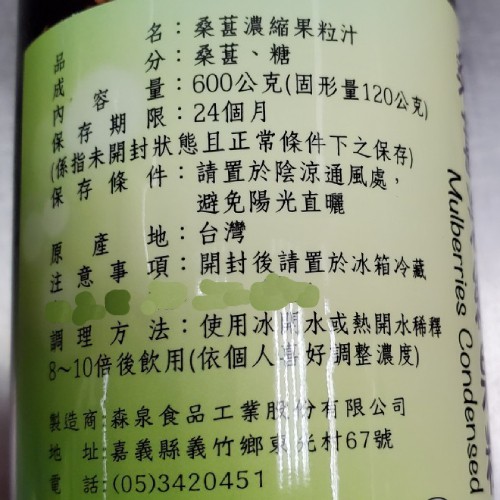 品名：桑葚濃縮果粒汁
成分：桑葚、糖
內容量：600公克(固形量120公克)
保存期限：24個月
(係指未開封狀態且正常條件下之保存)
保存條件：請置於陰涼通風處，
避免陽光直曬
原產地：台灣
注意事項：開封後請置於冰箱冷藏
調理方法：使用冰開水或熱開水稀釋
8～10倍後飲用(依個人喜好調整濃度)
製造商:森泉食品工業股份有限公司
地址:嘉義縣義竹鄉東光村67號
電話:(05)3420451
Mulberries Condensed